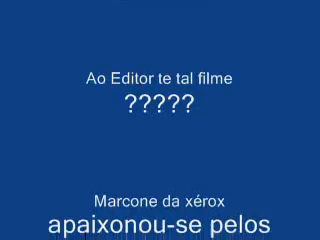 Ao Editor te tal filme
?????
Marcone da xérox
apaixonou-se pelos